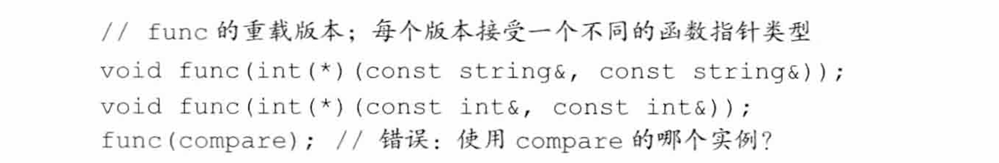 // func 的重载版本；每个版本接受一个不同的函数指针类型
void func(int(*)(const string&, const string&));
void func(int(*)(const int&, const int&));
func(compare); // 错误：使用 compare 的哪个实例？